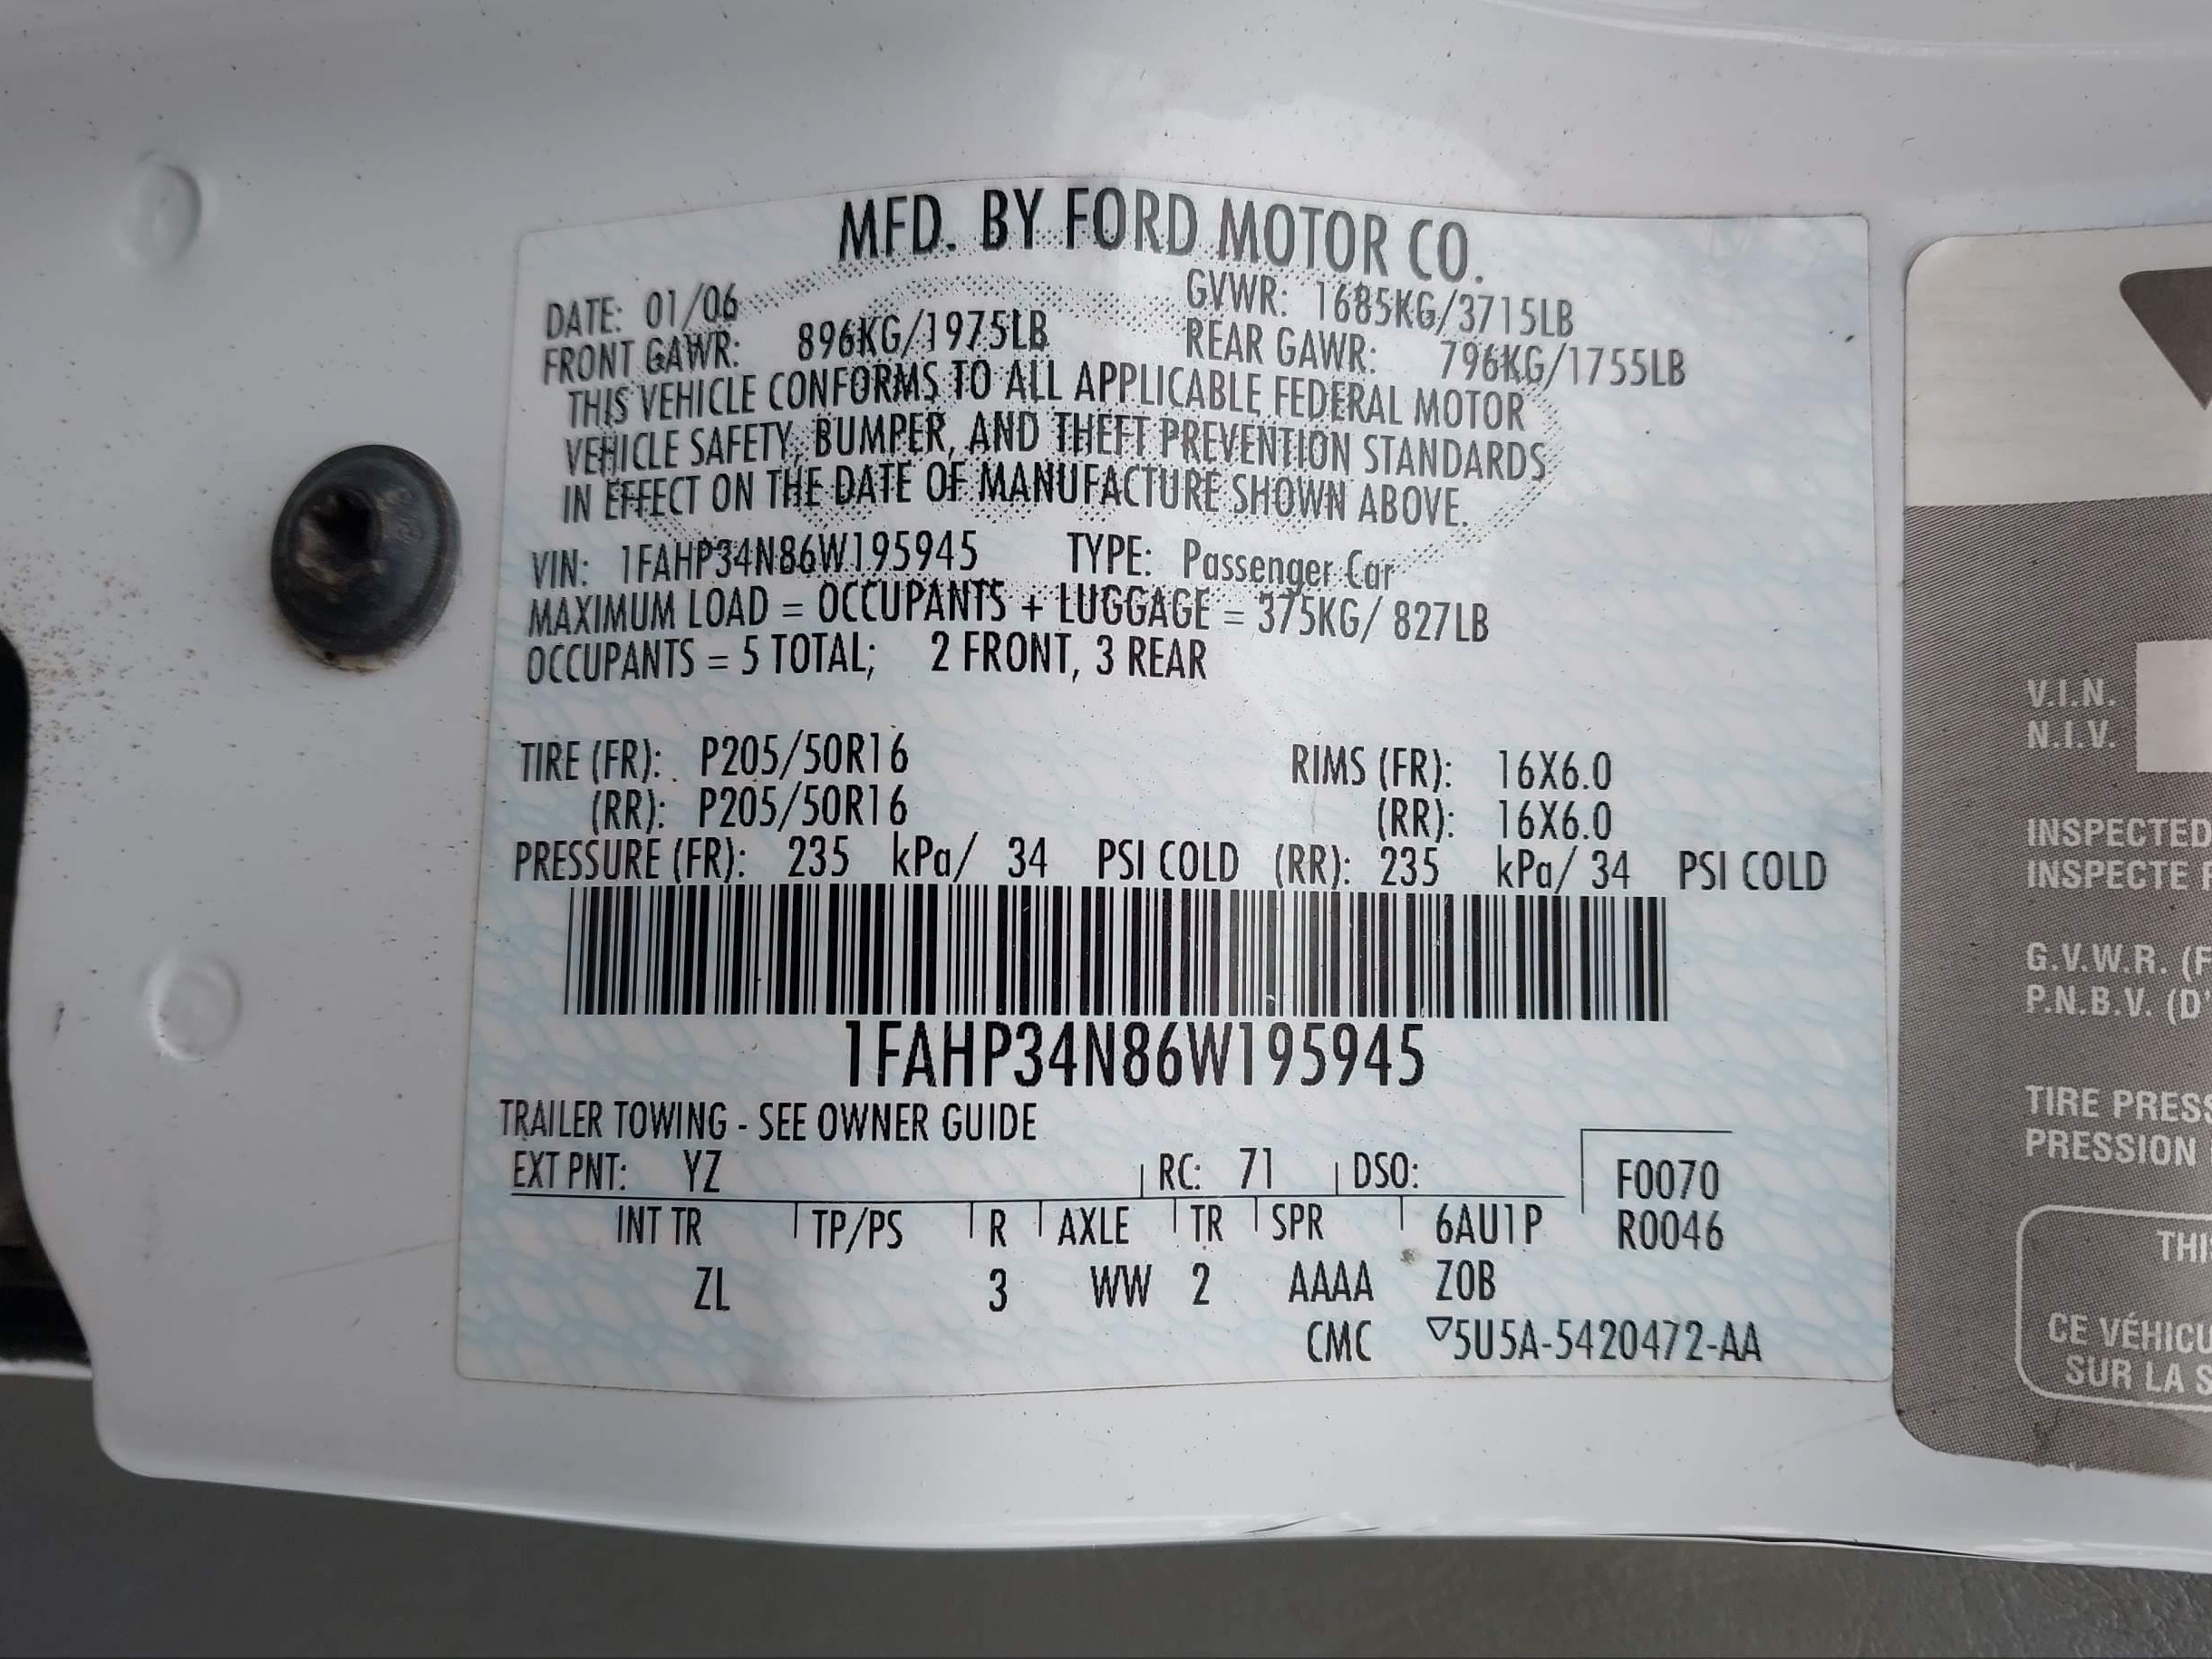 MFD. BY FORD MOTOR CO.
DATE: 01/06 GVWR: 1685KG/3715LB
FRONT GAWR: 896KG/1975LB REAR GAWR: 796KG/1755LB
THIS VEHICLE CONFORMS TO ALL APPLICABLE FEDERAL MOTOR
VEHICLE SAFETY, BUMPER, AND THEFT PREVENTION STANDARDS
IN EFFECT ON THE DATE OF MANUFACTURE SHOWN ABOVE.
VIN: 1FAHP34N86W195945 TYPE: Passenger Car
MAXIMUM LOAD = OCCUPANTS + LUGGAGE = 375KG/ 827LB
OCCUPANTS = 5 TOTAL; 2 FRONT, 3 REAR
TIRE (FR): P205/50R16 RIMS (FR): 16X6.0
(RR): P205/50R16 (RR): 16X6.0
PRESSURE (FR): 235 kPa/ 34 PSI COLD (RR): 235 kPa/ 34 PSI COLD
1FAHP34N86W195945
TRAILER TOWING - SEE OWNER GUIDE
EXT PNT: YZ RC: 71 DSO: F0070
INT TR TP/PS R AXLE TR SPR 6AU1P R0046
ZL 3 WW 2 AAAA ZOB
CMC ▽5U5A-5420472-AA
V.I.N.
N.I.V.
INSPECTED
INSPECTE
G.V.W.R.
P.N.B.V.
TIRE
PRESSION
CE
SUR LA